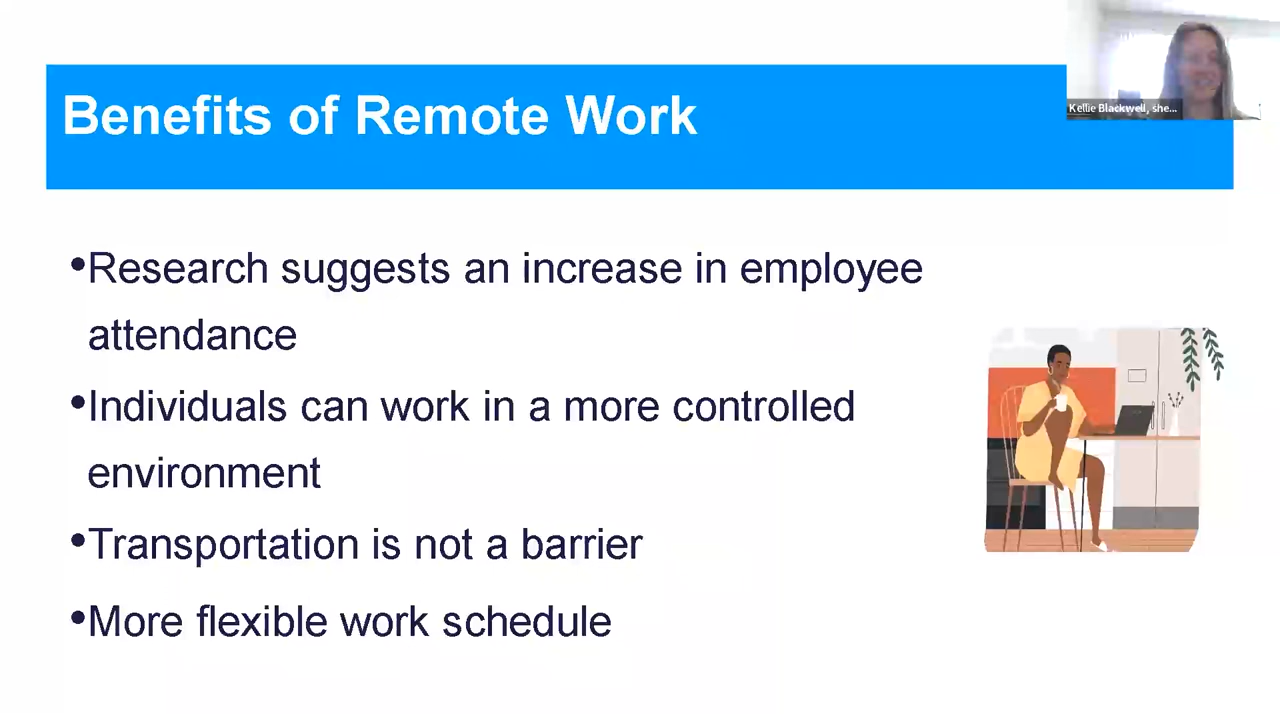 Benefits of Remote Work
Kellie Blackwell, she...
•Research suggests an increase in employee
attendance
•Individuals can work in a more controlled
environment
•Transportation is not a barrier
•More flexible work schedule